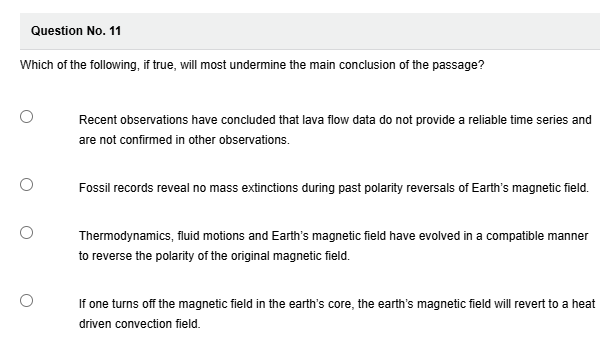 Question No. 11
Which of the following, if true, will most undermine the main conclusion of the passage?
Recent observations have concluded that lava flow data do not provide a reliable time series and
are not confirmed in other observations.
Fossil records reveal no mass extinctions during past polarity reversals of Earth's magnetic field.
Thermodynamics, fluid motions and Earth's magnetic field have evolved in a compatible manner
to reverse the polarity of the original magnetic field.
If one turns off the magnetic field in the earth's core, the earth's magnetic field will revert to a heat
driven convection field.